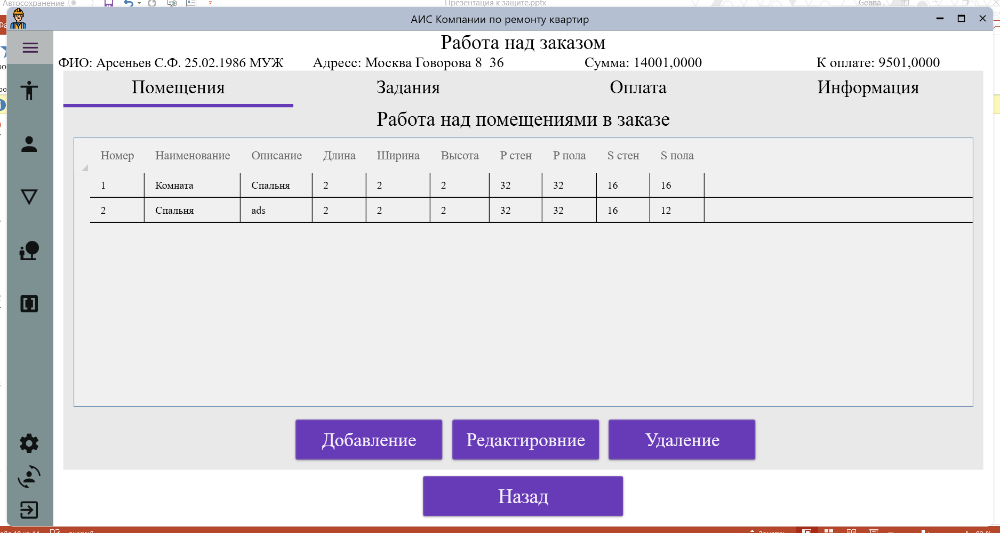 Автосохранение
Презентация к защите.pptx
Genna .
АИС Компании по ремонту квартир
Работа над заказом
ФИО: Арсеньев С.Ф. 25.02.1986 МУЖ Адресс: Москва Говорова 8 36 Сумма: 14001,0000 К оплате: 9501,0000
Помещения Задания Оплата Информация
Работа над помещениями в заказе
Номер Наименование Описание Длина Ширина Высота P стен P пола S стен S пола
1 Комната Спальня 2 2 2 32 32 16 16
2 Спальня ads 2 2 2 32 32 16 12
Добавление Редактировние Удаление
Назад